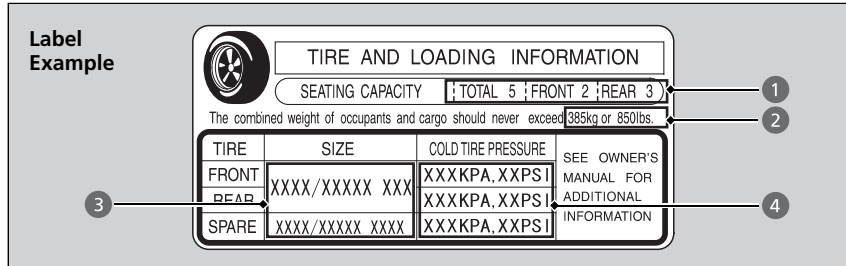 Label
Example
TIRE AND LOADING INFORMATION
SEATING CAPACITY TOTAL 5 FRONT 2 REAR 3
1
The combined weight of occupants and cargo should never exceed 385kg or 850lbs.
2
TIRE SIZE COLD TIRE PRESSURE
SEE OWNER'S
MANUAL FOR
ADDITIONAL
INFORMATION
FRONT XXXX/XXXXX XXX XXXKPA,XXPSI
REAR XXXKPA,XXPSI
3
4
SPARE XXXX/XXXXX XXXX XXXKPA,XXPSI